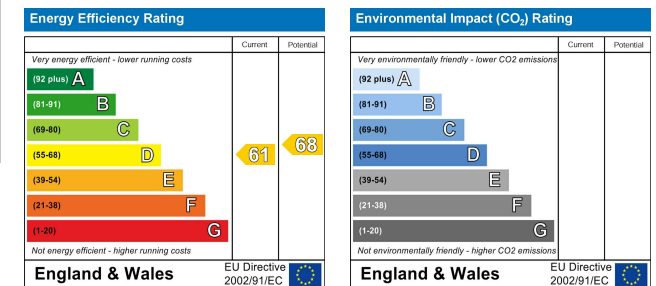 Energy Efficiency Rating
Current Potential
Very energy efficient - lower running costs
(92 plus) A
(81-91) B
(69-80) C
(55-68) D
(39-54) E
(21-38) F
(1-20) G
61
68
Not energy efficient - higher running costs
England & Wales
EU Directive
2002/91/EC
Environmental Impact (CO2) Rating
Current Potential
Very environmentally friendly - lower CO2 emissions
(92 plus) A
(81-91) B
(69-80) C
(55-68) D
(39-54) E
(21-38) F
(1-20) G
Not environmentally friendly - higher CO2 emissions
England & Wales
EU Directive
2002/91/EC